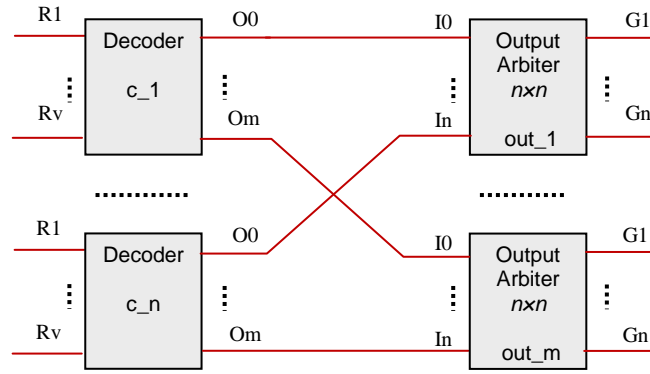 R1
Decoder
O0
I0
Output
Arbiter
n×n
G1
c_1
Rv
Om
In
out_1
Gn
R1
Decoder
O0
I0
Output
Arbiter
n×n
G1
c_n
Rv
Om
In
out_m
Gn